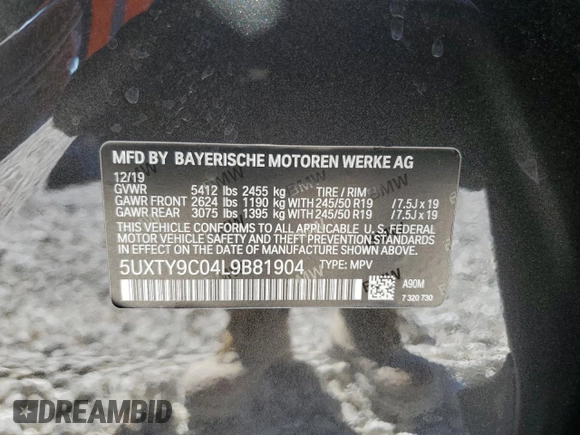 MFD BY BAYERISCHE MOTOREN WERKE AG
12/19
GVWR 5412 lbs 2455 kg TIRE / RIM
GAWR FRONT 2624 lbs 1190 kg WITH 245/50 R19 / 7.5J x 19
GAWR REAR 3075 lbs 1395 kg WITH 245/50 R19 / 7.5J x 19
THIS VEHICLE CONFORMS TO ALL APPLICABLE U.S. FEDERAL
MOTOR VEHICLE SAFETY, BUMPER, AND THEFT PREVENTION
STANDARDS IN EFFECT ON THE DATE OF MANUFACTURE
SHOWN ABOVE.
5UXTY9C04L9B81904 TYPE: MPV
A90M
7 320 730
DREAMBID